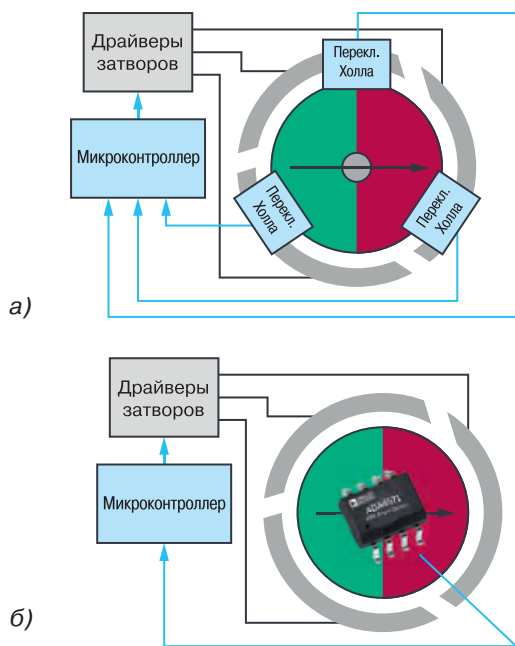 Драйверы
затворов
Перекл.
Холла
Микроконтроллер
Перекл.
Холла
Перекл.
Холла
а)
Драйверы
затворов
Микроконтроллер
ADA4571
б)